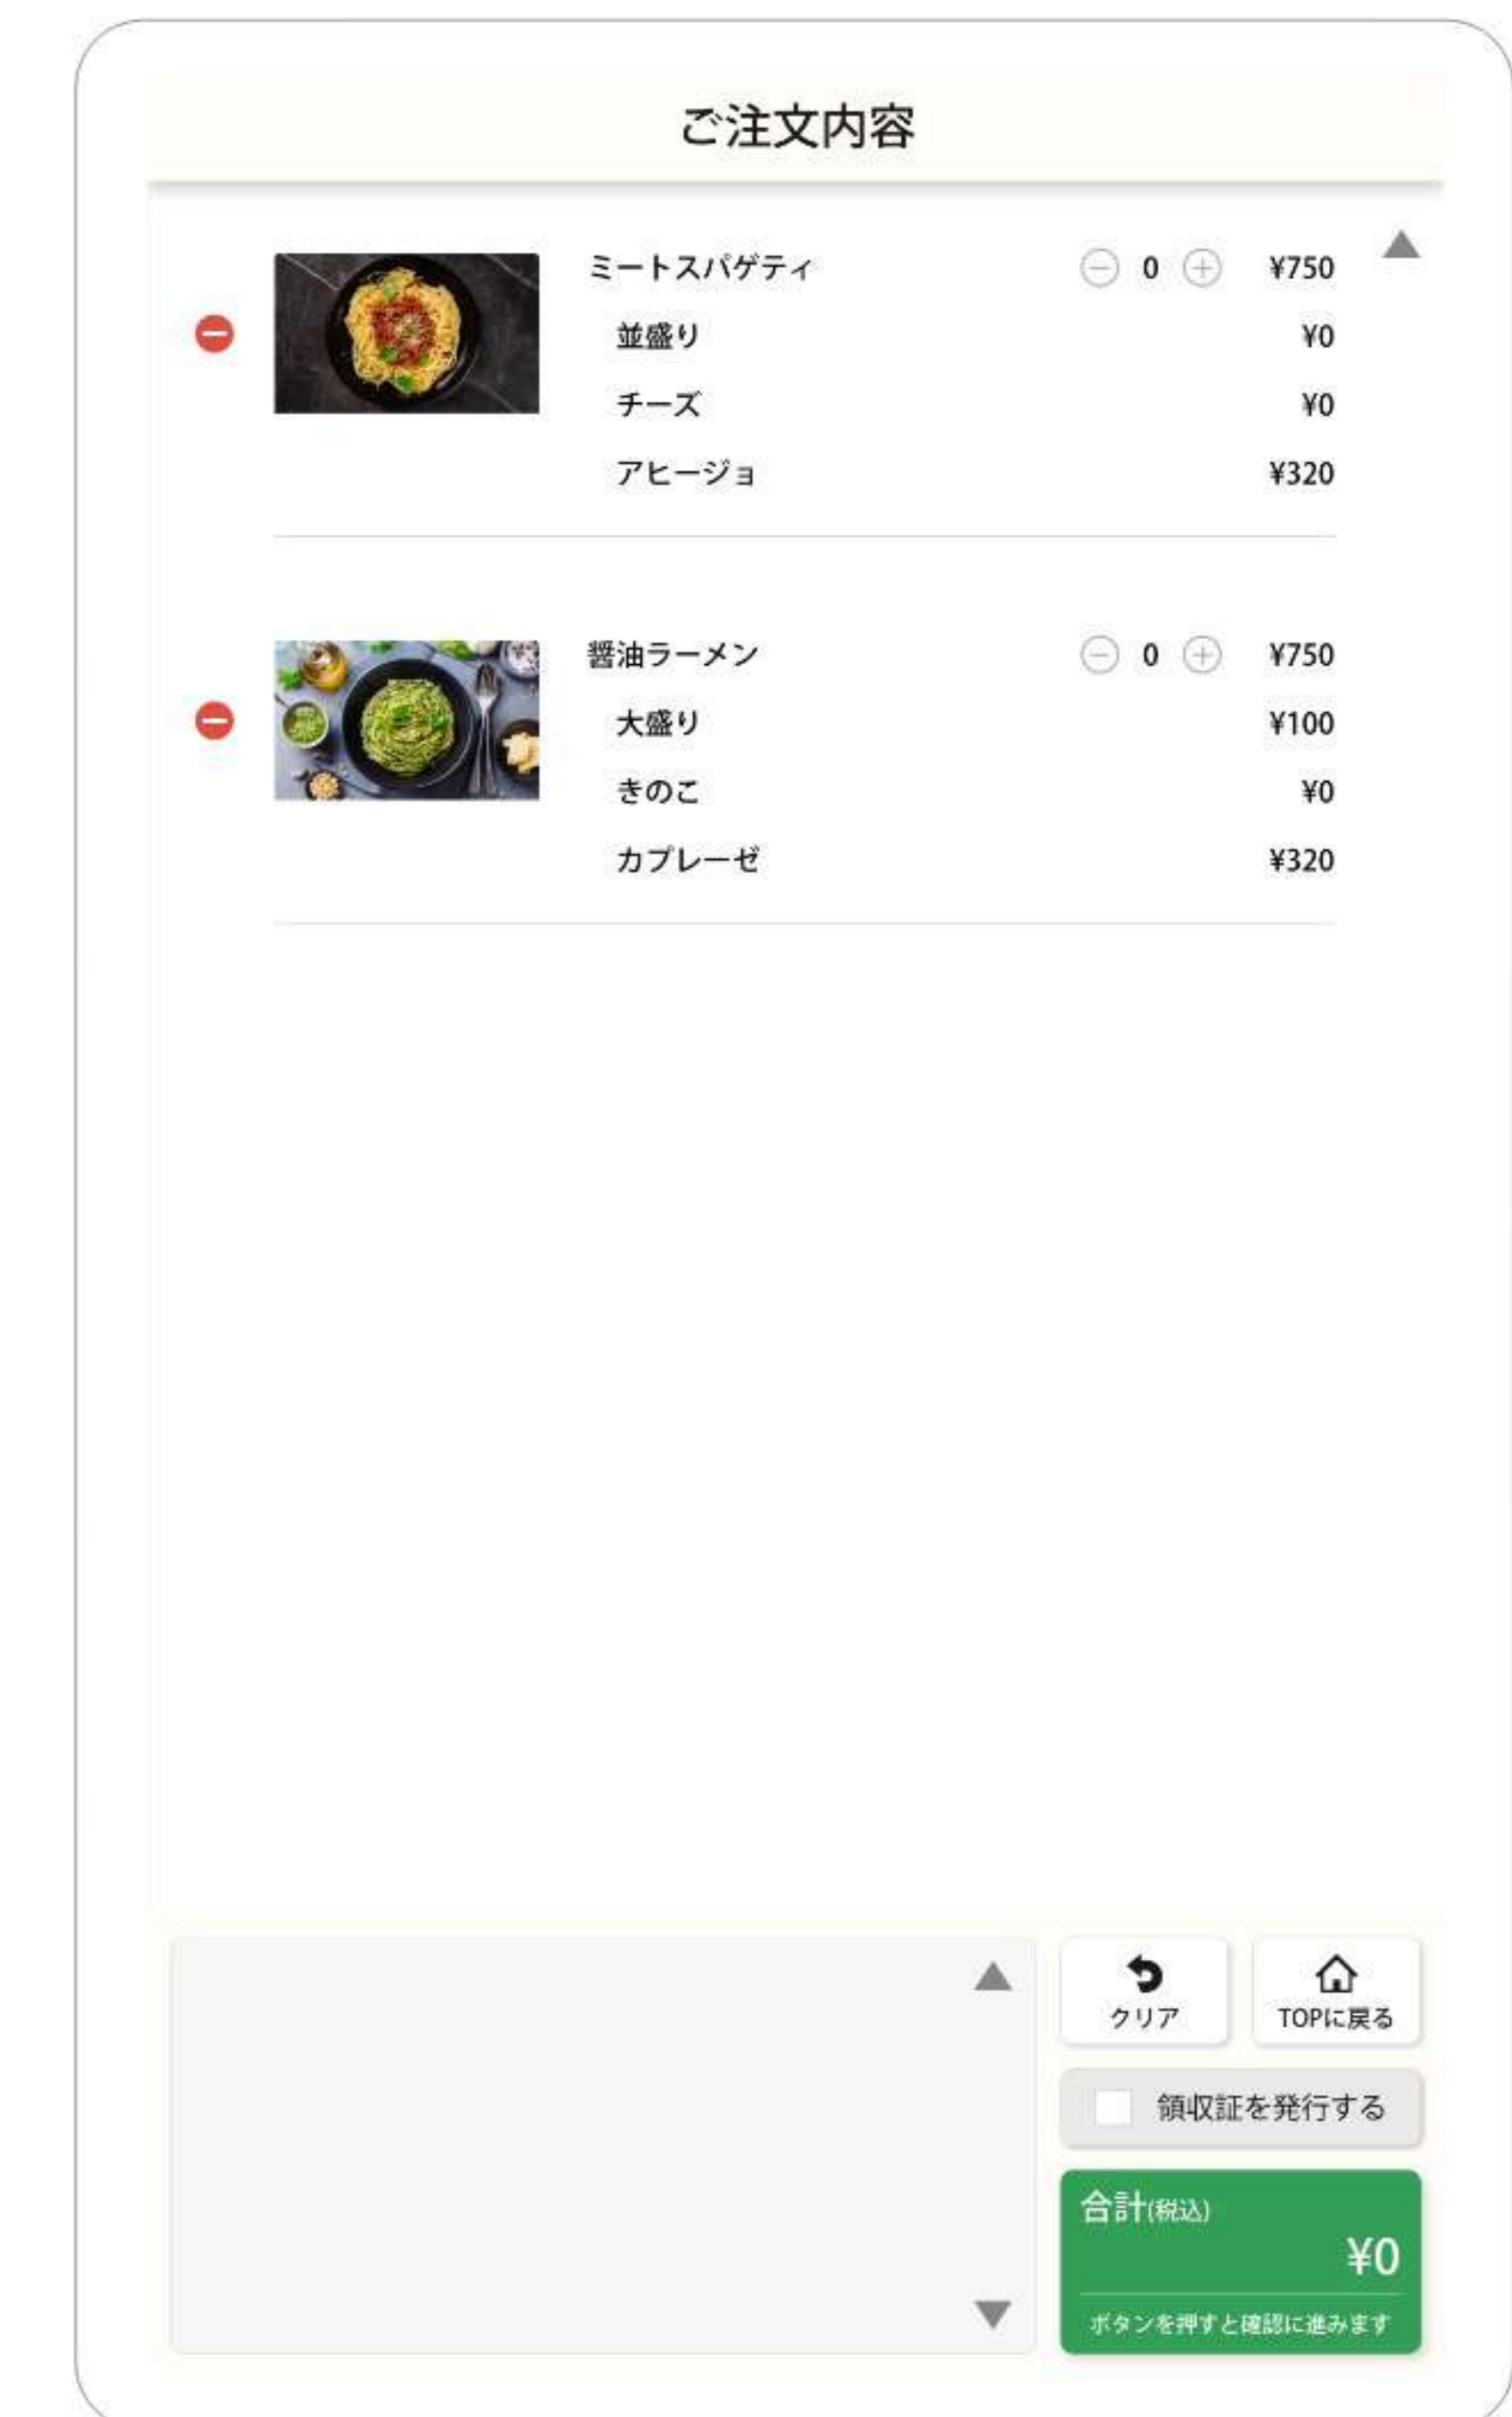 ご注文内容
ミートスパゲティ 0 ¥750
並盛り ¥0
チーズ ¥0
アヒージョ ¥320
醤油ラーメン 0 ¥750
大盛り ¥100
きのこ ¥0
カプレーゼ ¥320
クリア TOPに戻る
領収証を発行する
合計(税込)
¥0
ボタンを押すと確認に進みます